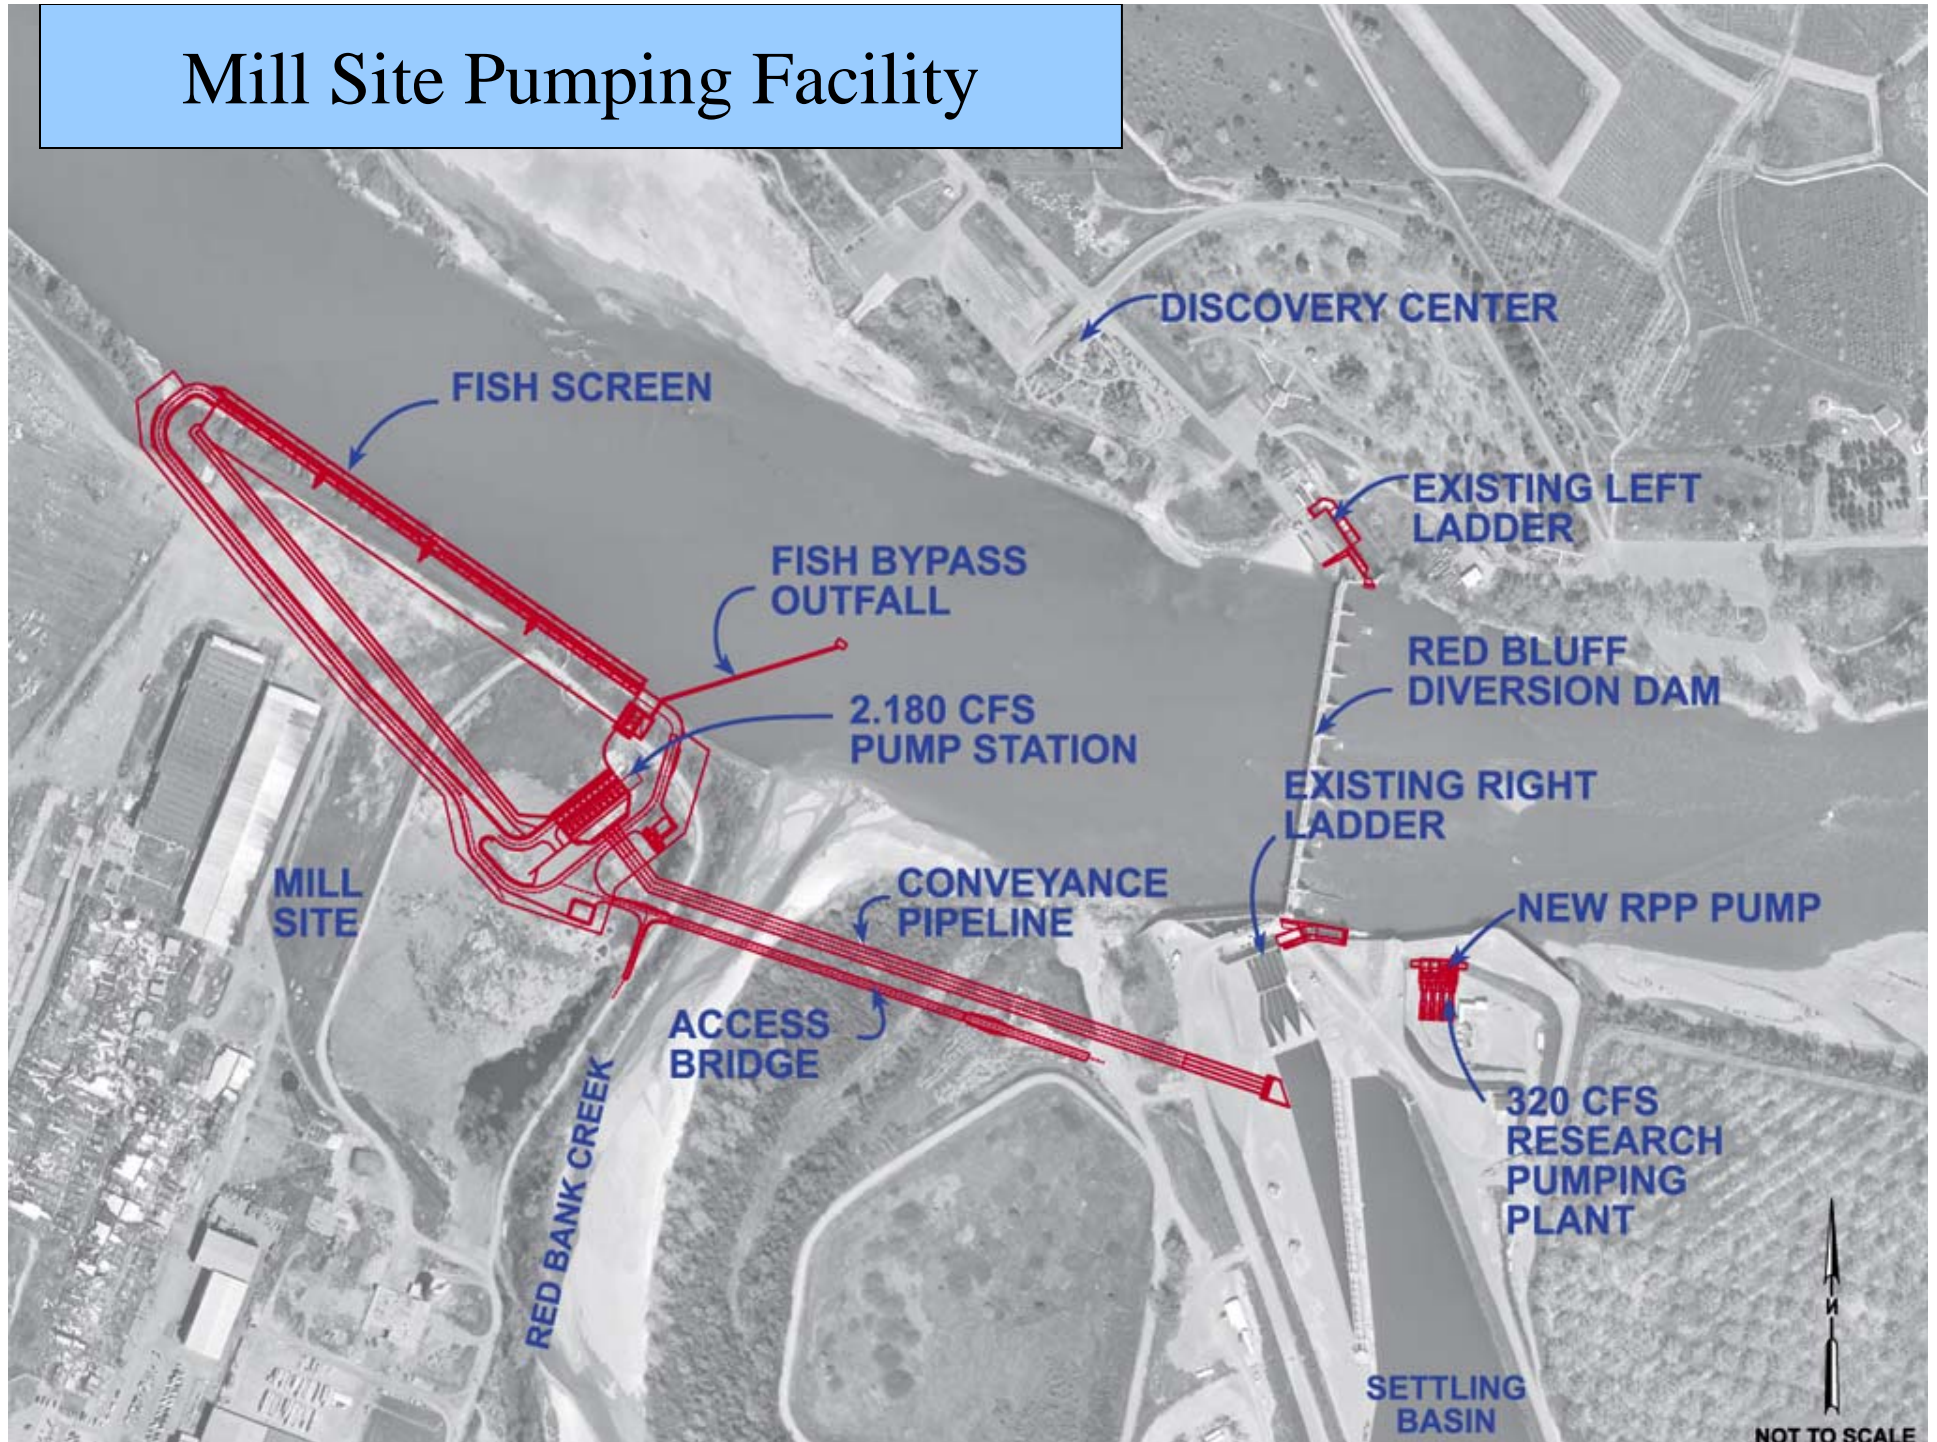 Mill Site Pumping Facility
DISCOVERY CENTER
FISH SCREEN
EXISTING LEFT
LADDER
FISH BYPASS
OUTFALL
RED BLUFF
DIVERSION DAM
2.180 CFS
PUMP STATION
EXISTING RIGHT
LADDER
MILL
SITE
CONVEYANCE
PIPELINE
NEW RPP PUMP
ACCESS
BRIDGE
RED BANK CREEK
320 CFS
RESEARCH
PUMPING
PLANT
N
SETTLING
BASIN
NOT TO SCALE